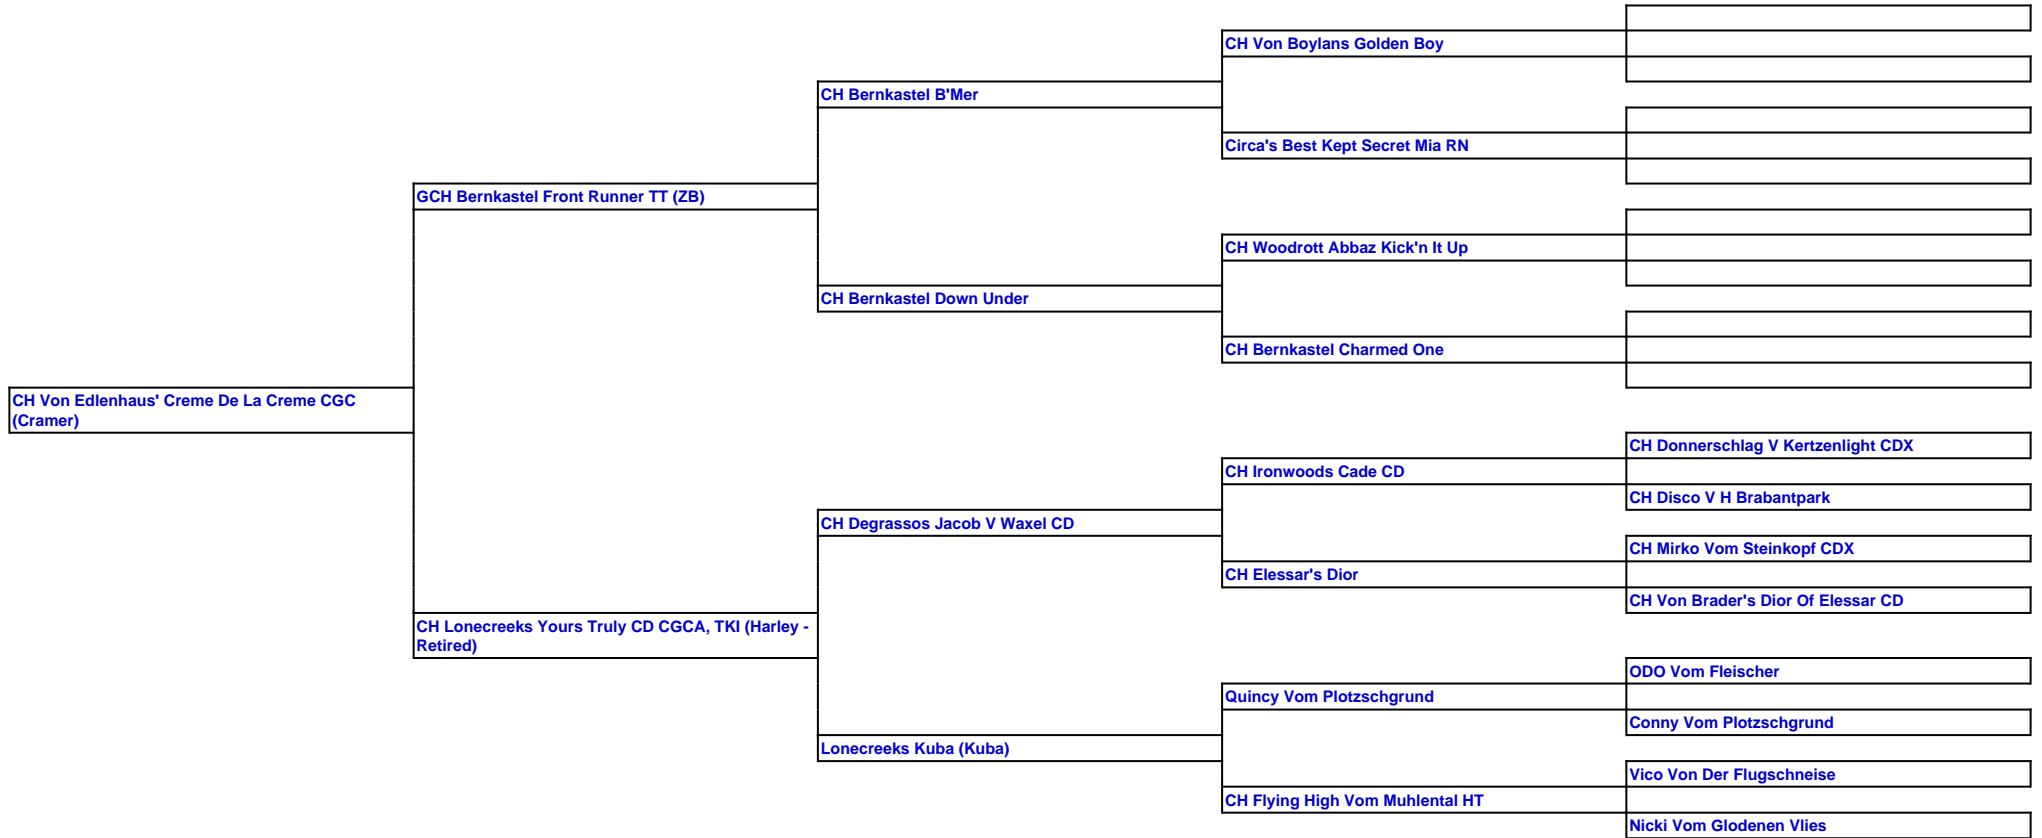 CH Von Boylans Golden Boy
CH Bernkastel B'Mer
Circa's Best Kept Secret Mia RN
GCH Bernkastel Front Runner TT (ZB)
CH Woodrott Abbaz Kick'n It Up
CH Bernkastel Down Under
CH Bernkastel Charmed One
CH Von Edlenhaus' Creme De La Creme CGC
(Cramer)
CH Donnerschlag V Kertzenlight CDX
CH Ironwoods Cade CD
CH Disco V H Brabantpark
CH Degrassos Jacob V Waxel CD
CH Mirko Vom Steinkopf CDX
CH Elessar's Dior
CH Von Brader's Dior Of Elessar CD
CH Lonecreeks Yours Truly CD CGCA, TKI (Harley -
Retired)
ODO Vom Fleischer
Quincy Vom Plotzschgrund
Conny Vom Plotzschgrund
Lonecreeks Kuba (Kuba)
Vico Von Der Flugschneise
CH Flying High Vom Muhlental HT
Nicki Vom Glodenen Vlies